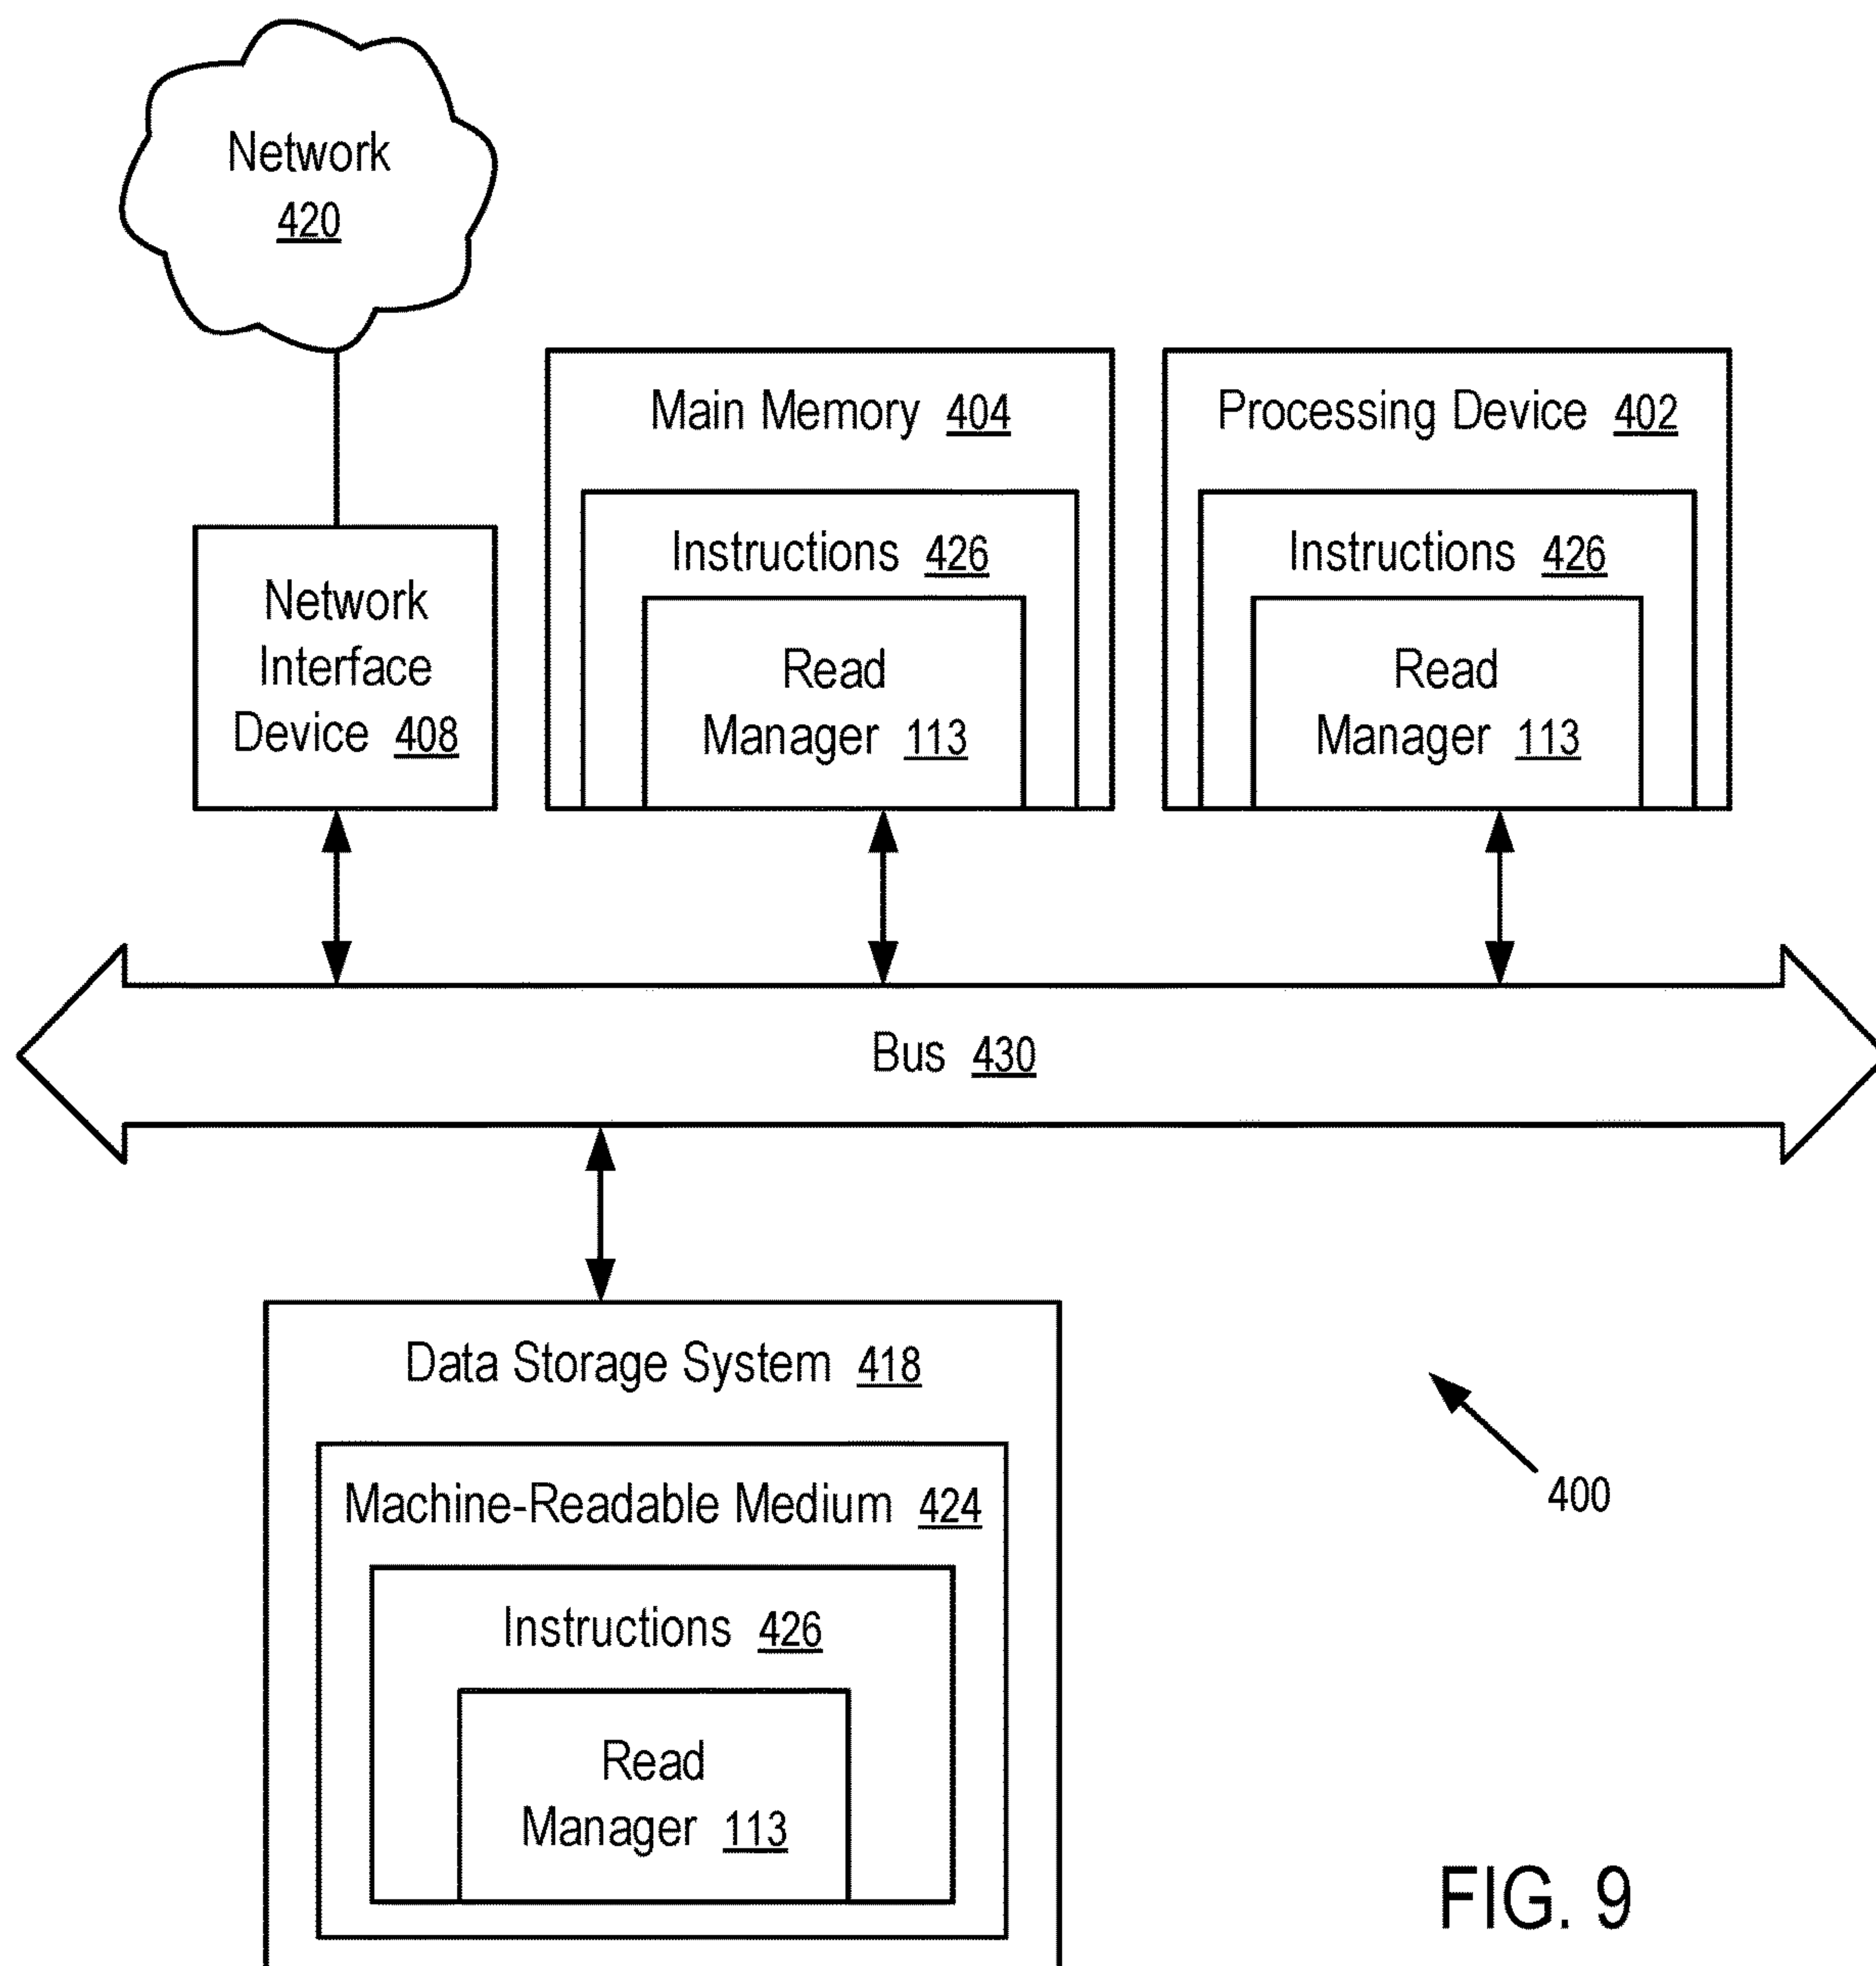 Network
420
Main Memory 404
Instructions 426
Read
Manager 113
Processing Device 402
Instructions 426
Read
Manager 113
Network
Interface
Device 408
Bus 430
Data Storage System 418
Machine-Readable Medium 424
Instructions 426
Read
Manager 113
400
FIG. 9